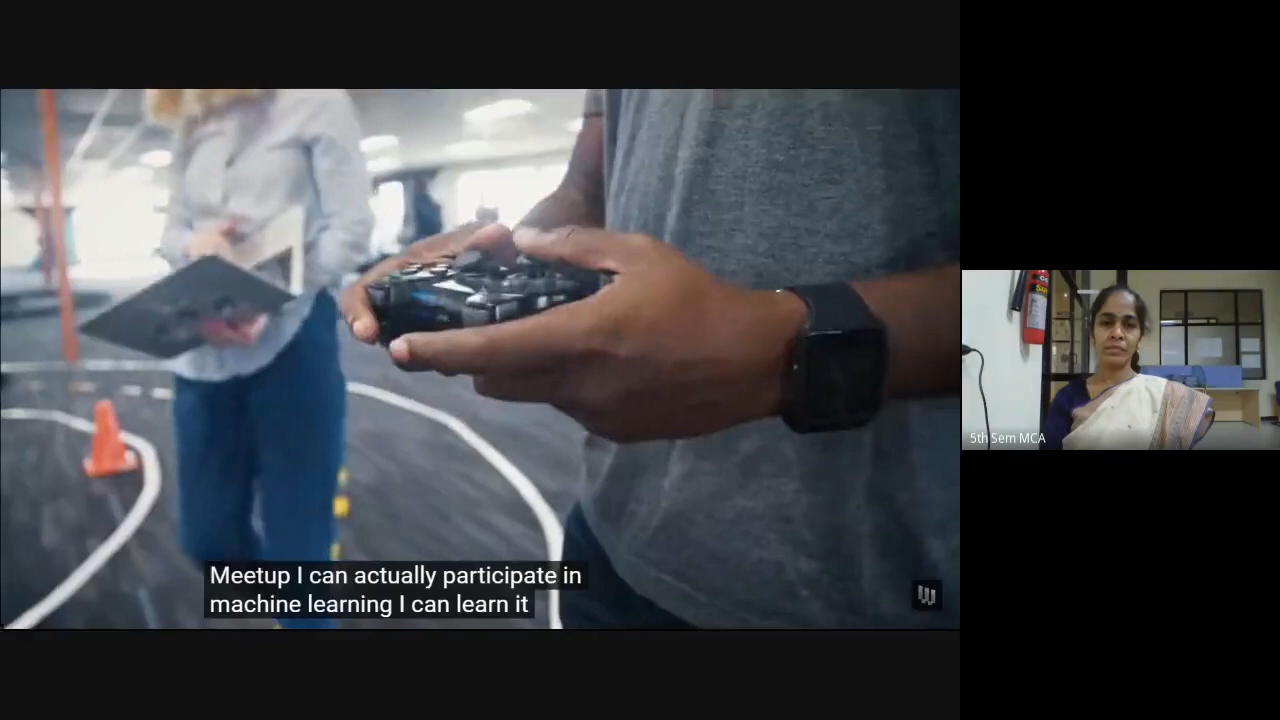 Meetup I can actually participate in
machine learning I can learn it
5th Sem MCA